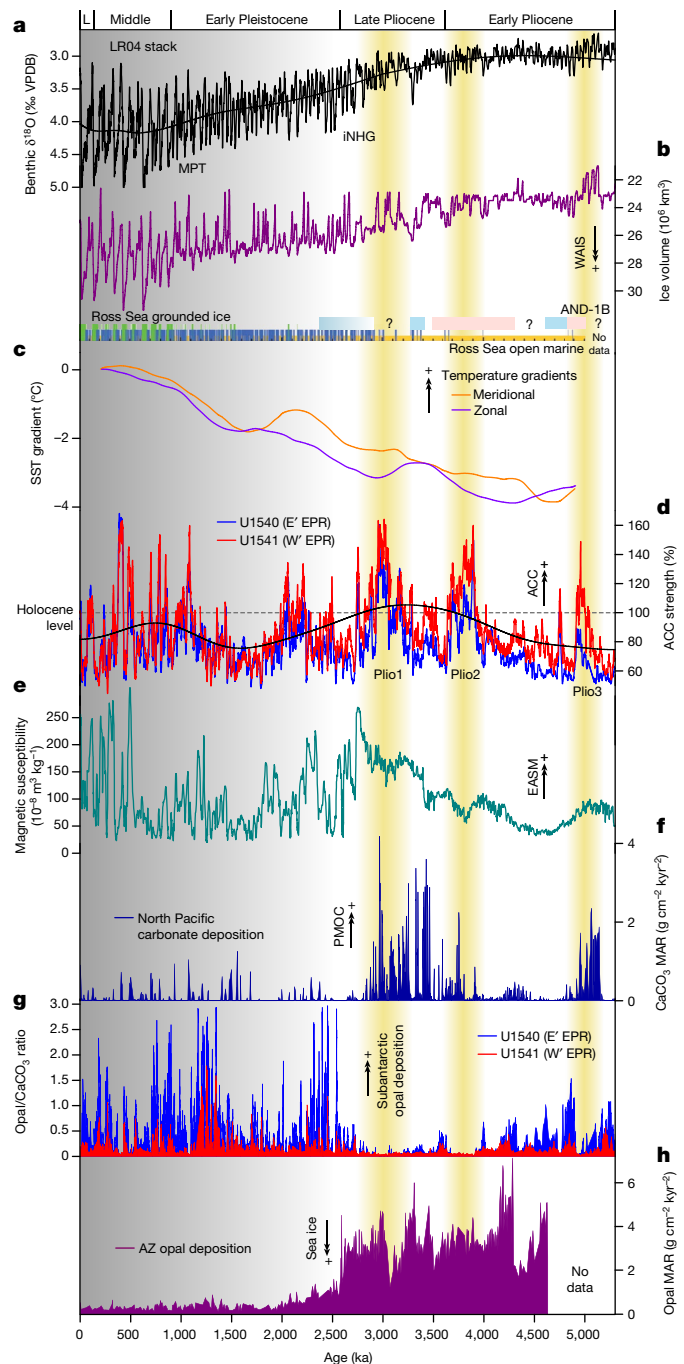 L Middle Early Pleistocene Late Pliocene Early Pliocene
a
LR04 stack
Benthic δ18O (‰ VPDB)
3.0
3.5
4.0
4.5
5.0
MPT
iNHG
b
22
24
26
28
30
Ice volume (10⁶ km³)
WAIS
+
Ross Sea grounded ice
AND-1B
?
?
?
No data
Ross Sea open marine
c
0
−2
−4
SST gradient (°C)
+
Temperature gradients
Meridional
Zonal
d
U1540 (E′ EPR)
U1541 (W′ EPR)
160
140
120
100
80
60
ACC strength (%)
ACC
+
Holocene level
Plio1
Plio2
Plio3
e
250
200
150
100
50
0
Magnetic susceptibility
(10⁻⁸ m³ kg⁻¹)
EASM
+
f
4
2
0
CaCO₃ MAR (g cm⁻² kyr⁻²)
North Pacific
carbonate deposition
PMOC
+
g
3.0
2.5
2.0
1.5
1.0
0.5
0
Opal/CaCO₃ ratio
+
Subantarctic
opal deposition
U1540 (E′ EPR)
U1541 (W′ EPR)
h
6
4
2
0
Opal MAR (g cm⁻² kyr⁻²)
AZ opal deposition
Sea ice
+
No
data
0 500 1,000 1,500 2,000 2,500 3,000 3,500 4,000 4,500 5,000
Age (ka)